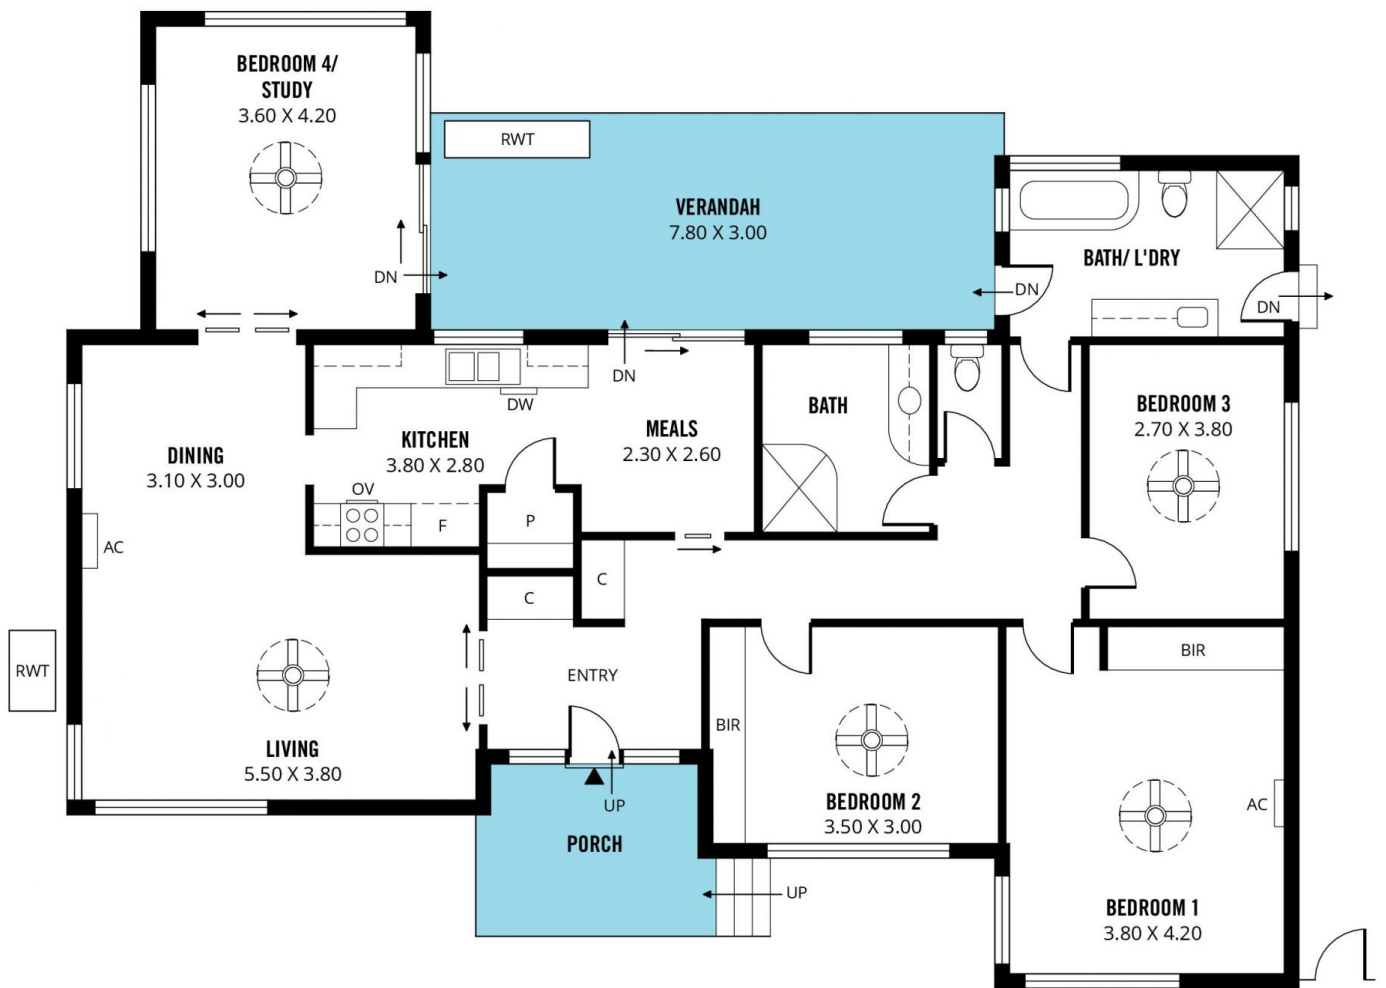 BEDROOM 4/
STUDY
3.60 X 4.20
RWT
VERANDAH
7.80 X 3.00
BATH/ L'DRY
DN
DN
DN
DN
DINING
3.10 X 3.00
KITCHEN
3.80 X 2.80
DW
MEALS
2.30 X 2.60
BATH
BEDROOM 3
2.70 X 3.80
OV
F
P
AC
C
C
RWT
ENTRY
LIVING
5.50 X 3.80
BIR
BIR
UP
PORCH
UP
BEDROOM 2
3.50 X 3.00
AC
BEDROOM 1
3.80 X 4.20